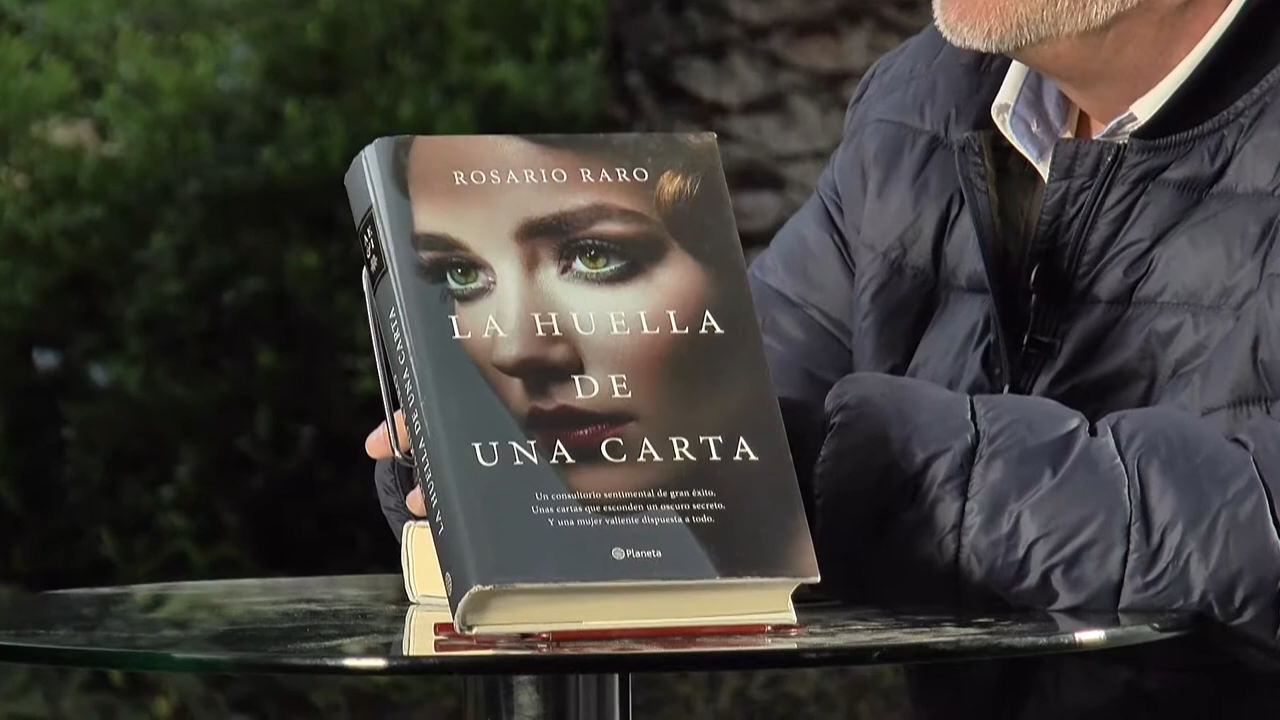 ROSARIO RARO
LA HUELLA
DE
UNA CARTA
Un consultorio sentimental de gran éxito.
Unas cartas que esconden un oscuro secreto.
Y una mujer valiente dispuesta a todo.
Planeta
LA HUELLA DE UNA CARTA